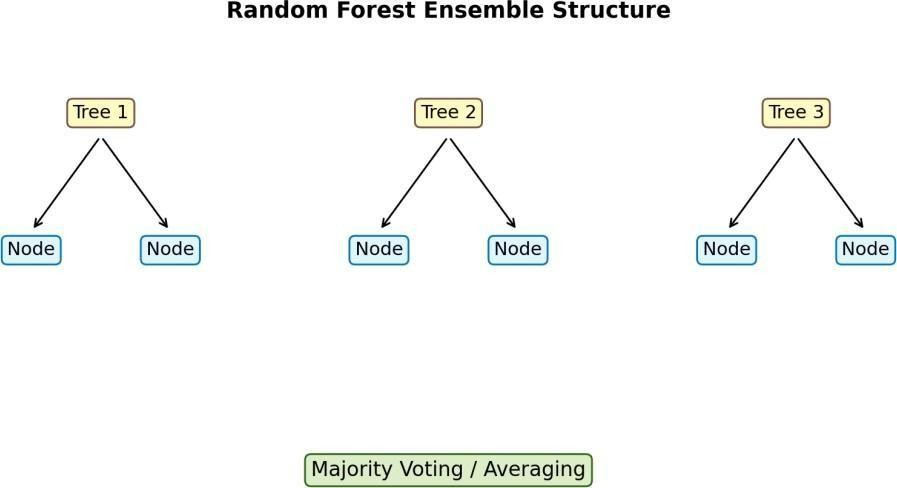 Random Forest Ensemble Structure
Tree 1
Tree 2
Tree 3
Node
Node
Node
Node
Node
Node
Majority Voting / Averaging